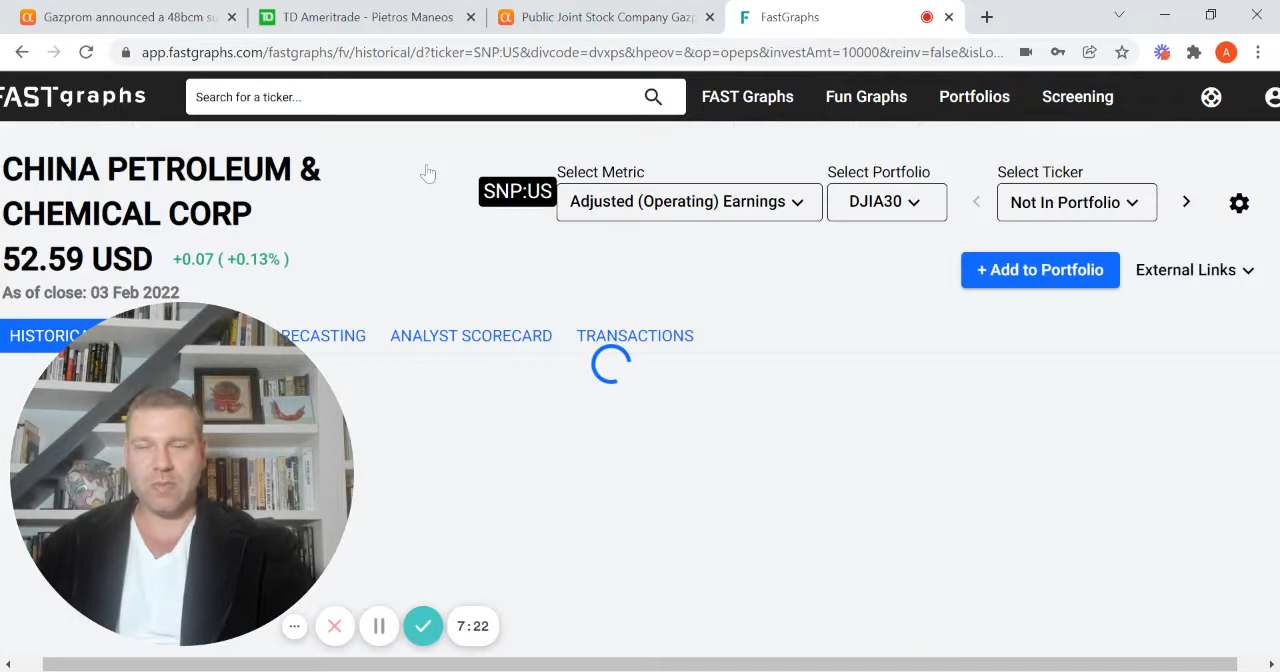 Gazprom announced a 48bcm su
TD Ameritrade - Pietros Maneos
Public Joint Stock Company Gazp
FastGraphs
app.fastgraphs.com/fastgraphs/fv/historical/d?ticker=SNP:US&divcode=dvxps&hpeov=&op=opeps&investAmt=10000&reinv=false&isLo...
A
FASTgraphs
Search for a ticker...
FAST Graphs
Fun Graphs
Portfolios
Screening
CHINA PETROLEUM &
CHEMICAL CORP
SNP:US
Select Metric
Adjusted (Operating) Earnings
Select Portfolio
DJIA30
Select Ticker
Not In Portfolio
52.59 USD +0.07 ( +0.13% )
As of close: 03 Feb 2022
+ Add to Portfolio
External Links
HISTORICA
RECASTING
ANALYST SCORECARD
TRANSACTIONS
7:22